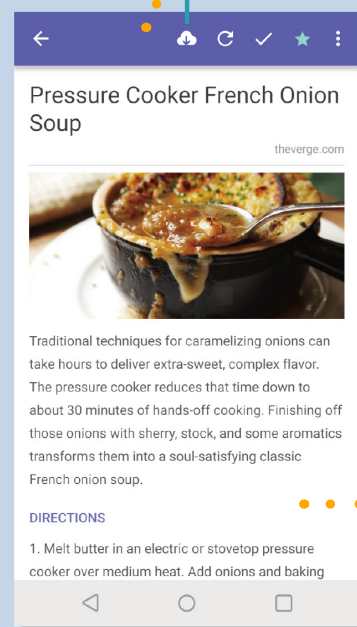 Pressure Cooker French Onion
Soup
theverge.com
Traditional techniques for caramelizing onions can
take hours to deliver extra-sweet, complex flavor.
The pressure cooker reduces that time down to
about 30 minutes of hands-off cooking. Finishing off
those onions with sherry, stock, and some aromatics
transforms them into a soul-satisfying classic
French onion soup.
DIRECTIONS
1. Melt butter in an electric or stovetop pressure
cooker over medium heat. Add onions and baking